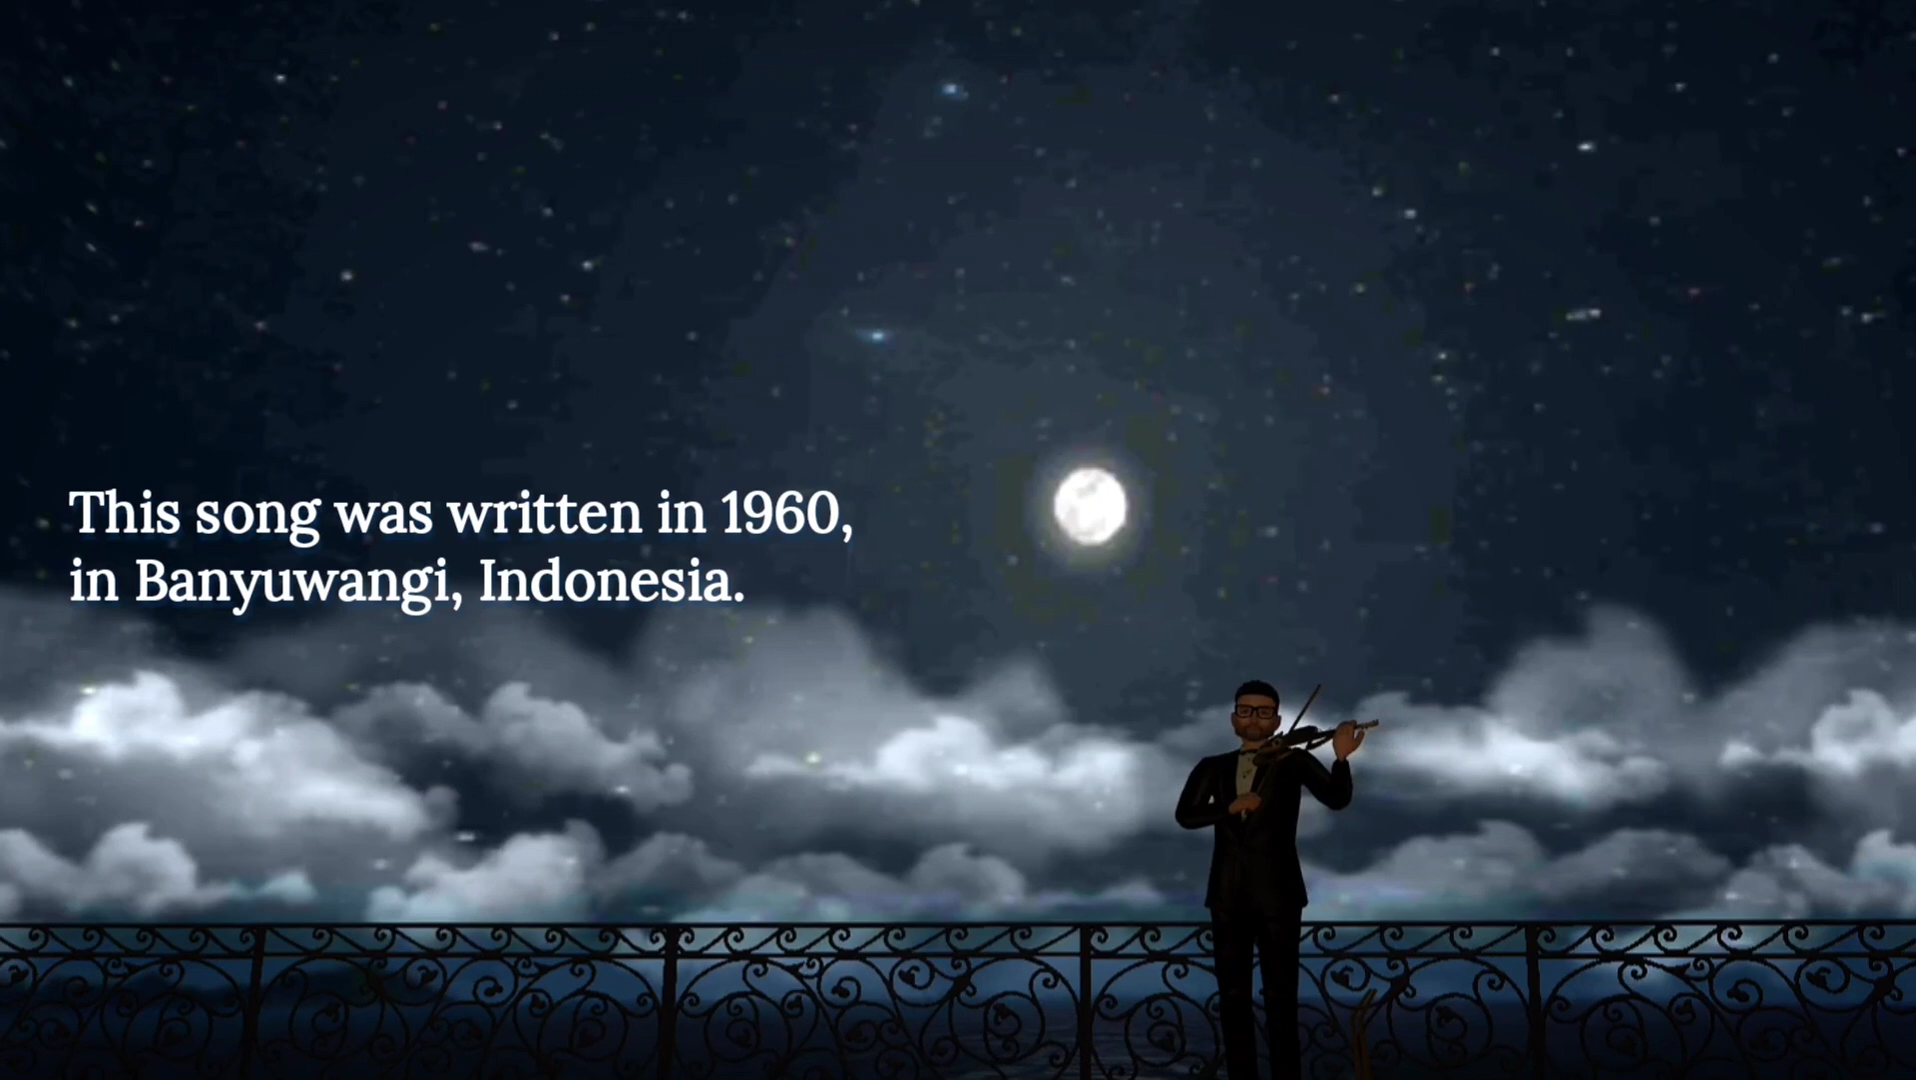 This song was written in 1960,
in Banyuwangi, Indonesia.